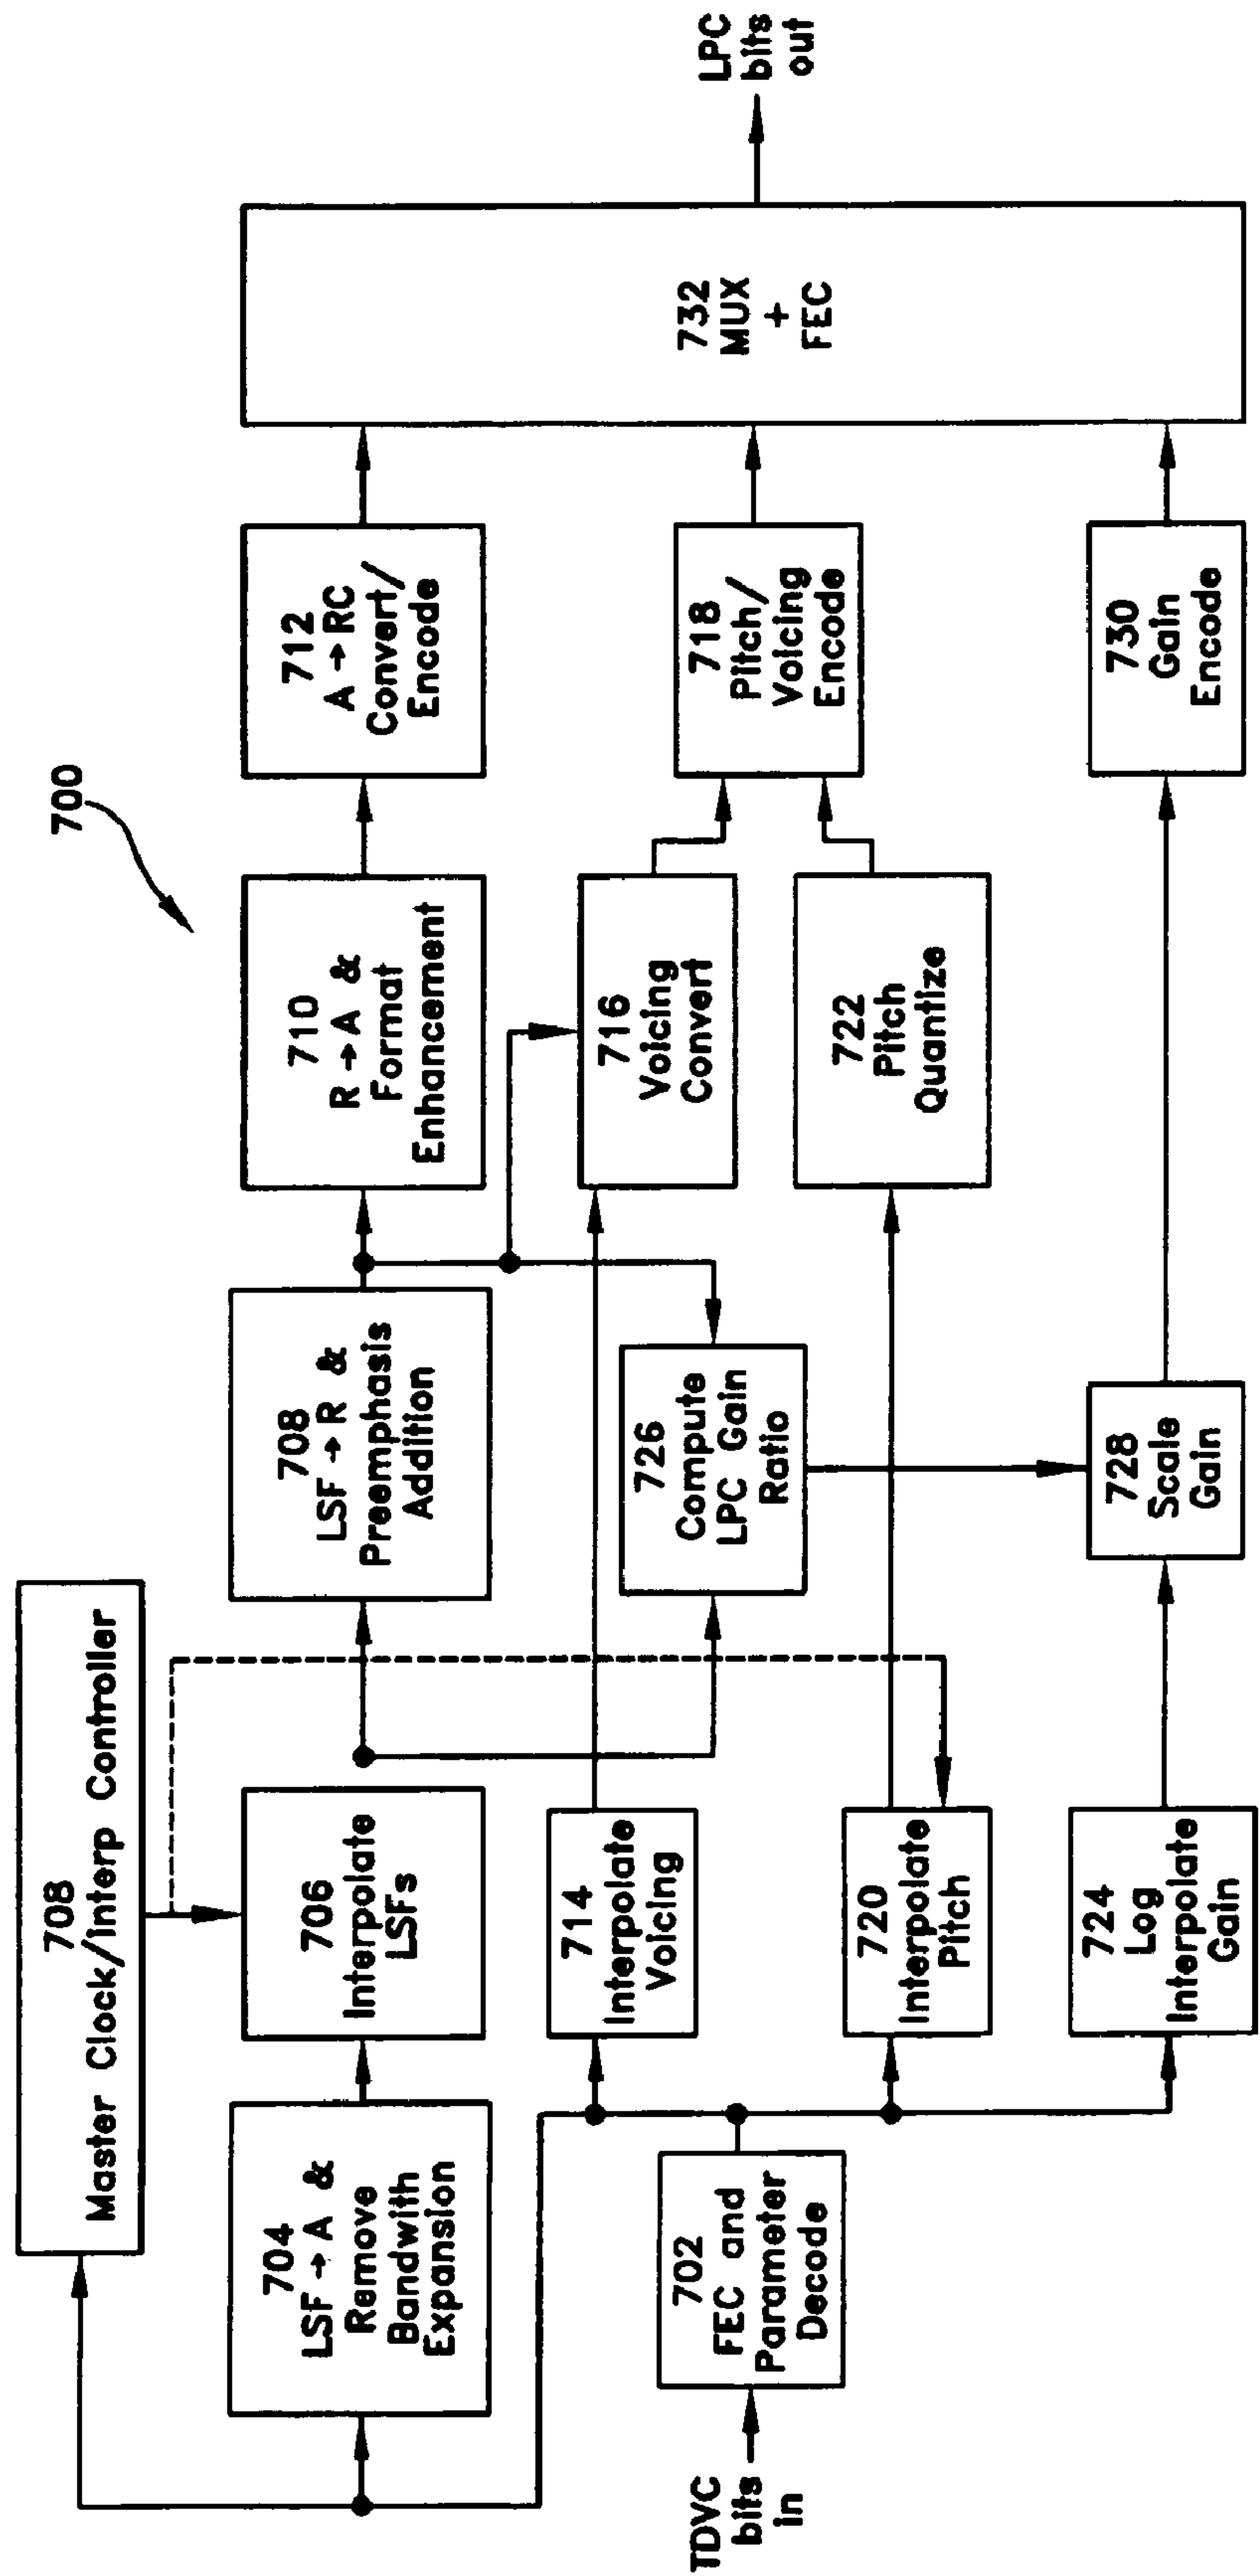 700
708
Master Clock/Interp Controller
704
LSF→A &
Remove
Bandwith
Expansion
706
Interpolate
LSFs
708
LSF→R &
Preemphasis
Addition
710
R→A &
Format
Enhancement
712
A→RC
Convert/
Encode
714
Interpolate
Voicing
716
Voicing
Convert
718
Pitch/
Voicing
Encode
TDVC
bits
in
702
FEC and
Parameter
Decode
726
Compute
LPC Gain
Ratio
720
Interpolate
Pitch
722
Pitch
Quantize
724
Log
Interpolate
Gain
728
Scale
Gain
730
Gain
Encode
732
MUX
+
FEC
LPC
bits
out